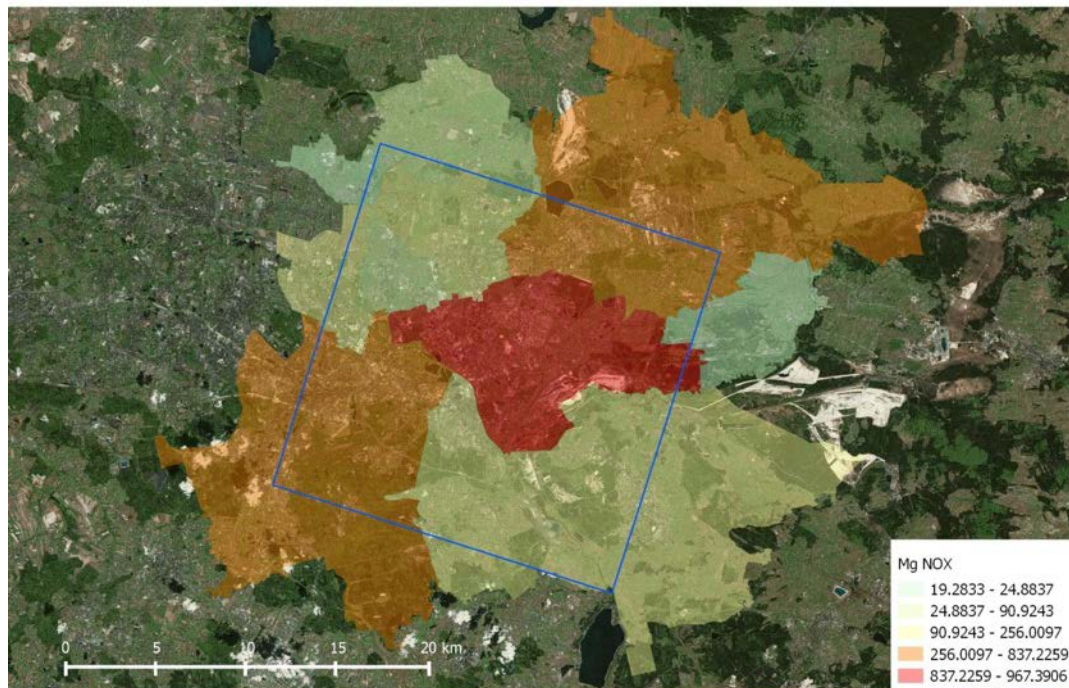 Mg NOX
19.2833 - 24.8837
24.8837 - 90.9243
90.9243 - 256.0097
256.0097 - 837.2259
837.2259 - 967.3906
0 5 10 15 20 km